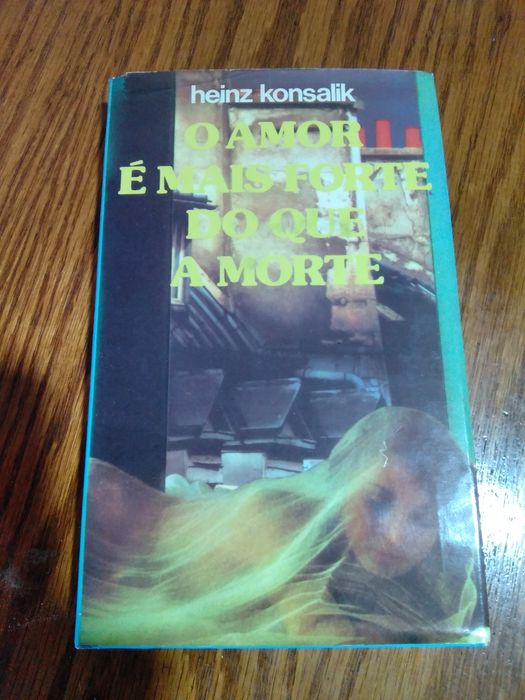 heinz konsalik
O AMOR
É MAIS FORTE
DO QUE
A MORTE